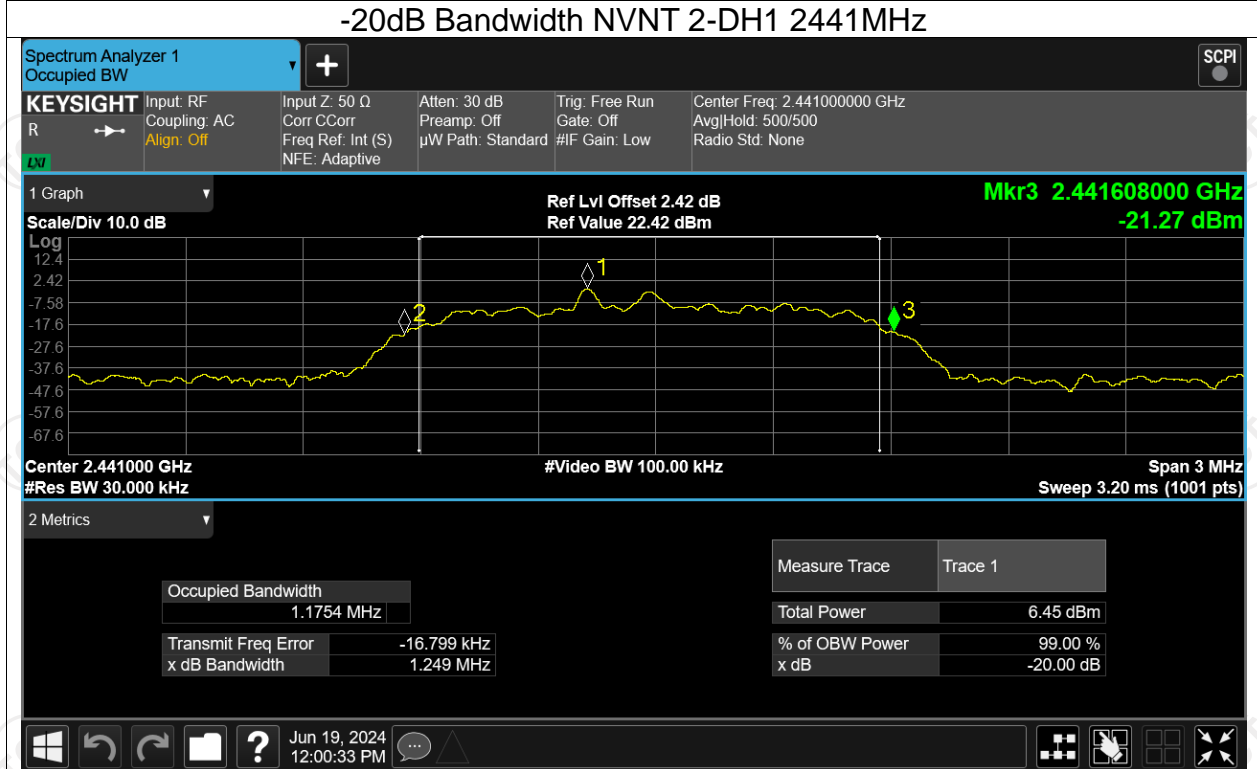 -20dB Bandwidth NVNT 2-DH1 2441MHz
Spectrum Analyzer 1
Occupied BW
SCPI
KEYSIGHT
R
LXI
Input: RF
Coupling: AC
Align: Off
Input Z: 50 Ω
Corr CCorr
Freq Ref: Int (S)
NFE: Adaptive
Atten: 30 dB
Preamp: Off
µW Path: Standard
Trig: Free Run
Gate: Off
#IF Gain: Low
Center Freq: 2.441000000 GHz
Avg|Hold: 500/500
Radio Std: None
1 Graph
Scale/Div 10.0 dB
Ref Lvl Offset 2.42 dB
Ref Value 22.42 dBm
Mkr3 2.441608000 GHz
-21.27 dBm
Log
12.4
2.42
-7.58
-17.6
-27.6
-37.6
-47.6
-57.6
-67.6
1
2
3
Center 2.441000 GHz
#Video BW 100.00 kHz
Span 3 MHz
#Res BW 30.000 kHz
Sweep 3.20 ms (1001 pts)
2 Metrics
Occupied Bandwidth
1.1754 MHz
Transmit Freq Error -16.799 kHz
x dB Bandwidth 1.249 MHz
Measure Trace Trace 1
Total Power 6.45 dBm
% of OBW Power 99.00 %
x dB -20.00 dB
Jun 19, 2024
12:00:33 PM